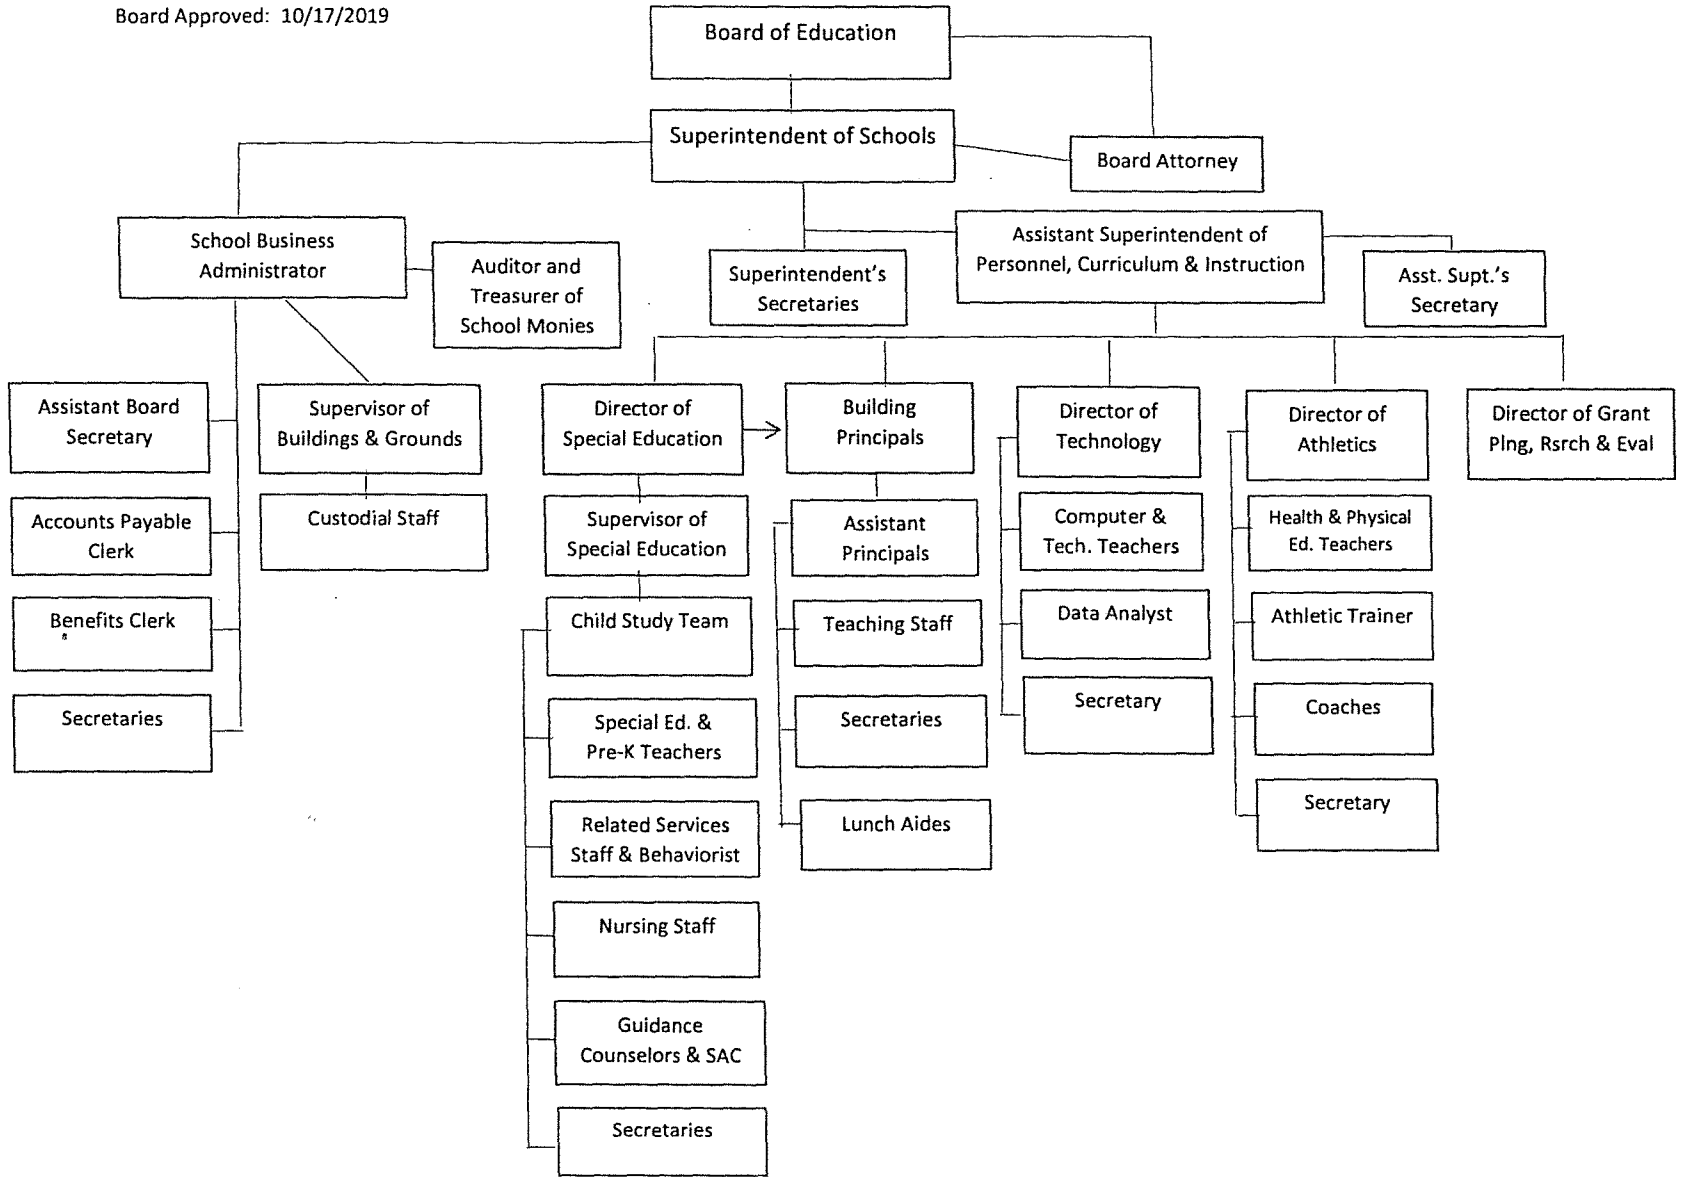 Board Approved: 10/17/2019
Board of Education
Superintendent of Schools
Board Attorney
School Business
Administrator
Auditor and
Treasurer of
School Monies
Superintendent's
Secretaries
Assistant Superintendent of
Personnel, Curriculum & Instruction
Asst. Supt.'s
Secretary
Assistant Board
Secretary
Accounts Payable
Clerk
Benefits Clerk
Secretaries
Supervisor of
Buildings & Grounds
Custodial Staff
Director of
Special Education
Supervisor of
Special Education
Child Study Team
Special Ed. &
Pre-K Teachers
Related Services
Staff & Behaviorist
Nursing Staff
Guidance
Counselors & SAC
Secretaries
Building
Principals
Assistant
Principals
Teaching Staff
Secretaries
Lunch Aides
Director of
Technology
Computer &
Tech. Teachers
Data Analyst
Secretary
Director of
Athletics
Health & Physical
Ed. Teachers
Athletic Trainer
Coaches
Secretary
Director of Grant
Plng, Rsrch & Eval